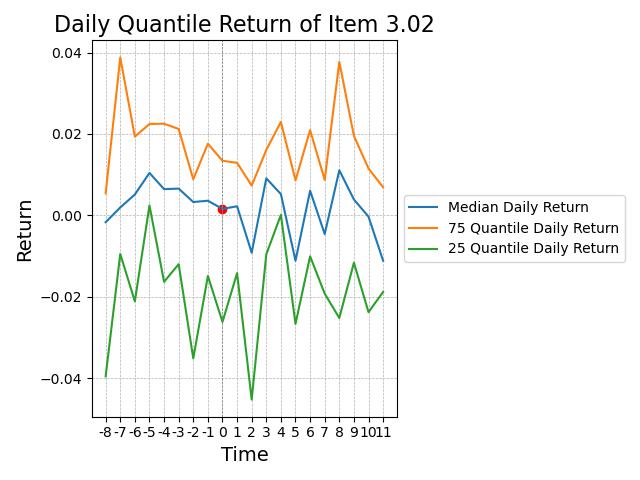 Daily Quantile Return of Item 3.02
0.04
0.02
0.00
−0.02
−0.04
Return
-8 -7 -6 -5 -4 -3 -2 -1 0 1 2 3 4 5 6 7 8 9 10 11
Time
Median Daily Return
75 Quantile Daily Return
25 Quantile Daily Return